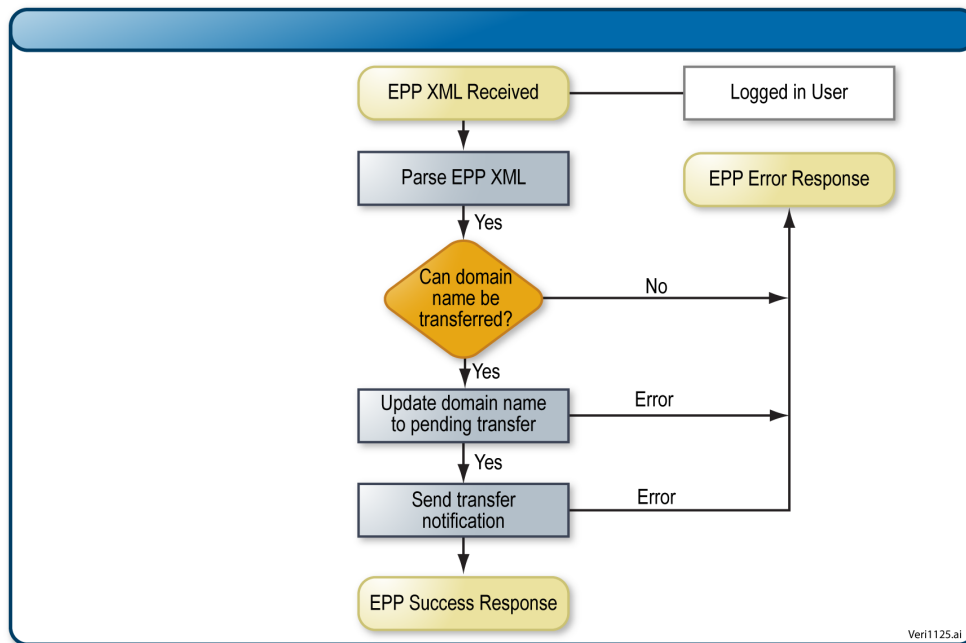 EPP XML Received
Logged in User
Parse EPP XML
EPP Error Response
Yes
Can domain
name be
transferred?
No
Yes
Update domain name
to pending transfer
Error
Yes
Send transfer
notification
Error
EPP Success Response
Veri1125.ai